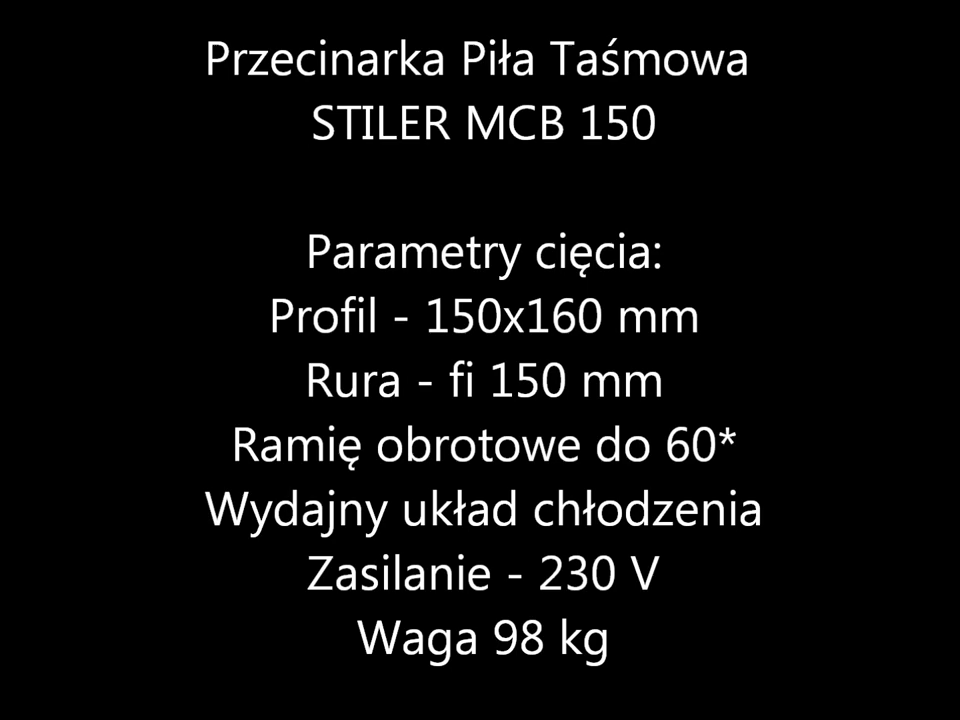 Przecinarka Piła Taśmowa
STILER MCB 150
Parametry cięcia:
Profil - 150x160 mm
Rura - fi 150 mm
Ramię obrotowe do 60*
Wydajny układ chłodzenia
Zasilanie - 230 V
Waga 98 kg